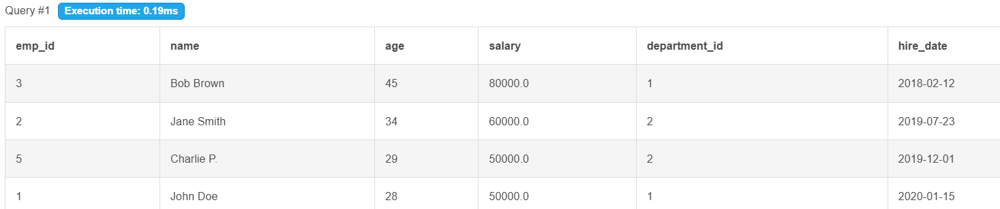 Query #1 Execution time: 0.19ms
emp_id name age salary department_id hire_date
3 Bob Brown 45 80000.0 1 2018-02-12
2 Jane Smith 34 60000.0 2 2019-07-23
5 Charlie P. 29 50000.0 2 2019-12-01
1 John Doe 28 50000.0 1 2020-01-15